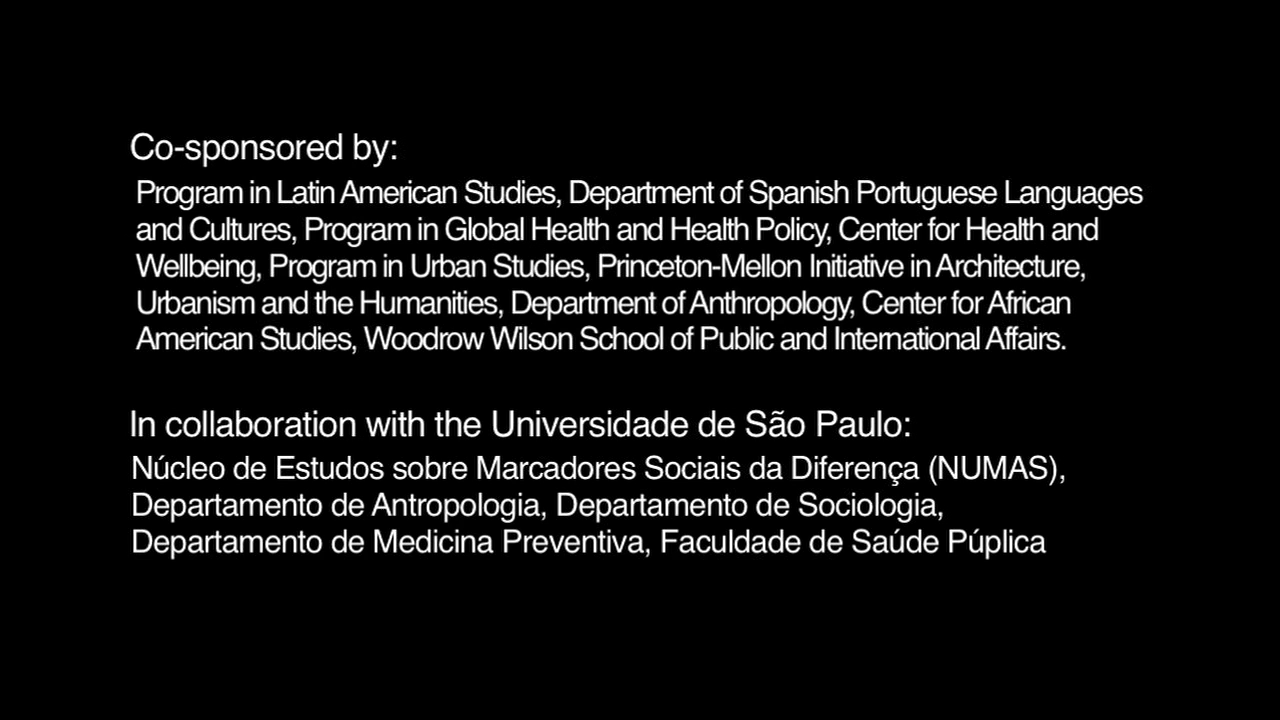 Co-sponsored by:
Program in Latin American Studies, Department of Spanish Portuguese Languages
and Cultures, Program in Global Health and Health Policy, Center for Health and
Wellbeing, Program in Urban Studies, Princeton-Mellon Initiative in Architecture,
Urbanism and the Humanities, Department of Anthropology, Center for African
American Studies, Woodrow Wilson School of Public and International Affairs.
In collaboration with the Universidade de São Paulo:
Núcleo de Estudos sobre Marcadores Sociais da Diferença (NUMAS),
Departamento de Antropologia, Departamento de Sociologia,
Departamento de Medicina Preventiva, Faculdade de Saúde Púplica